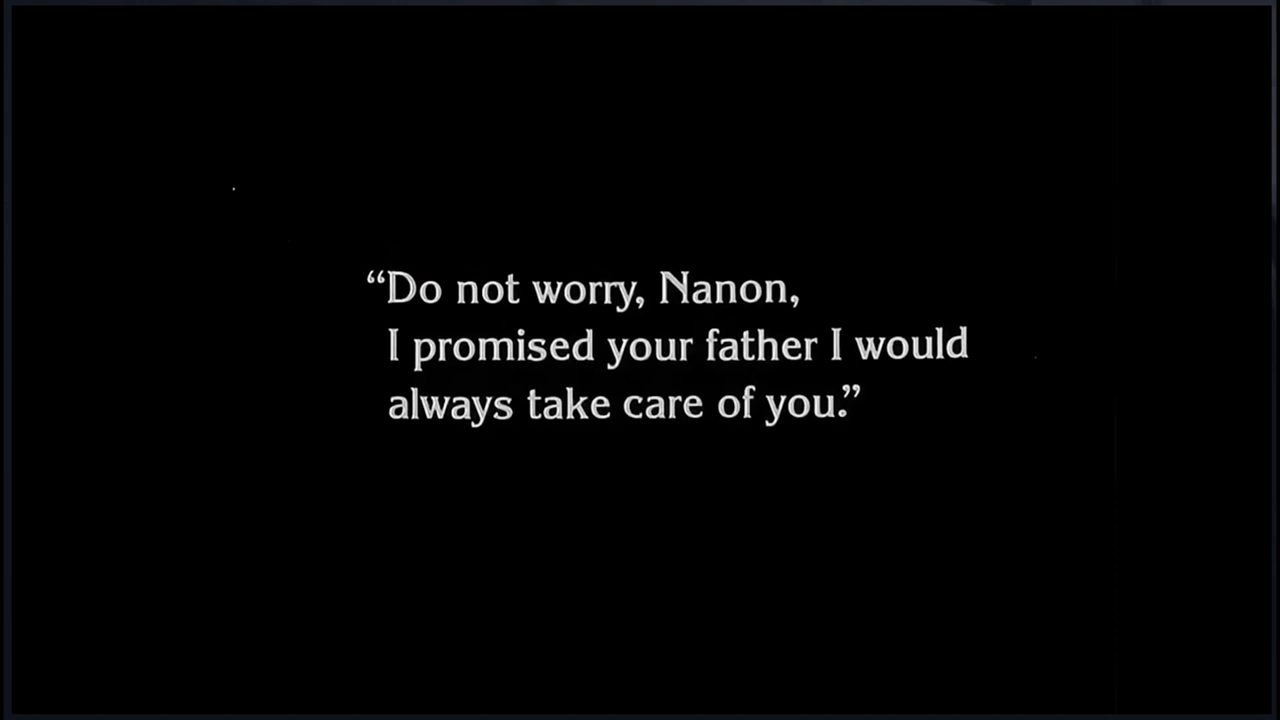 “Do not worry, Nanon,
I promised your father I would
always take care of you.”